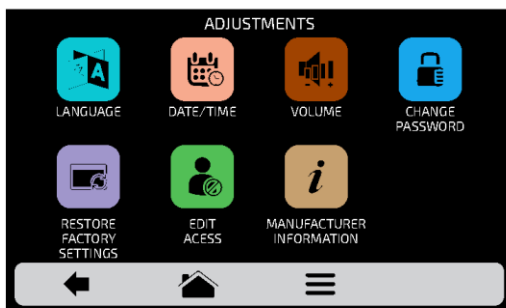 ADJUSTMENTS
A
LANGUAGE
DATE/TIME
VOLUME
CHANGE
PASSWORD
i
RESTORE
FACTORY
SETTINGS
EDIT
ACESS
MANUFACTURER
INFORMATION